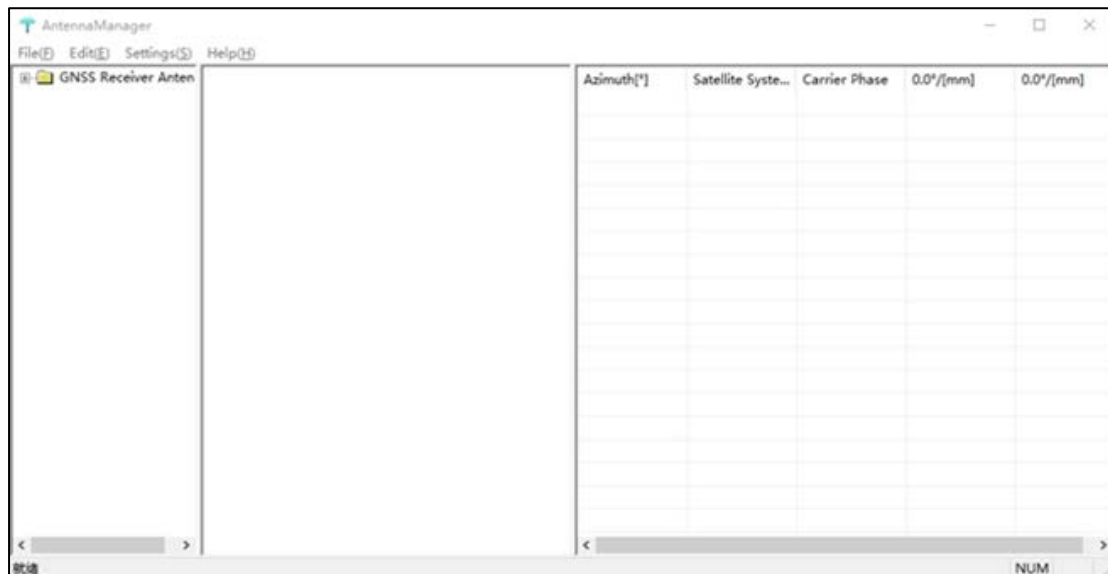 AntennaManager
File(F) Edit(E) Settings(S) Help(H)
GNSS Receiver Anten
Azimuth[°] Satellite Syste... Carrier Phase 0.0°/[mm] 0.0°/[mm]
就绪 NUM